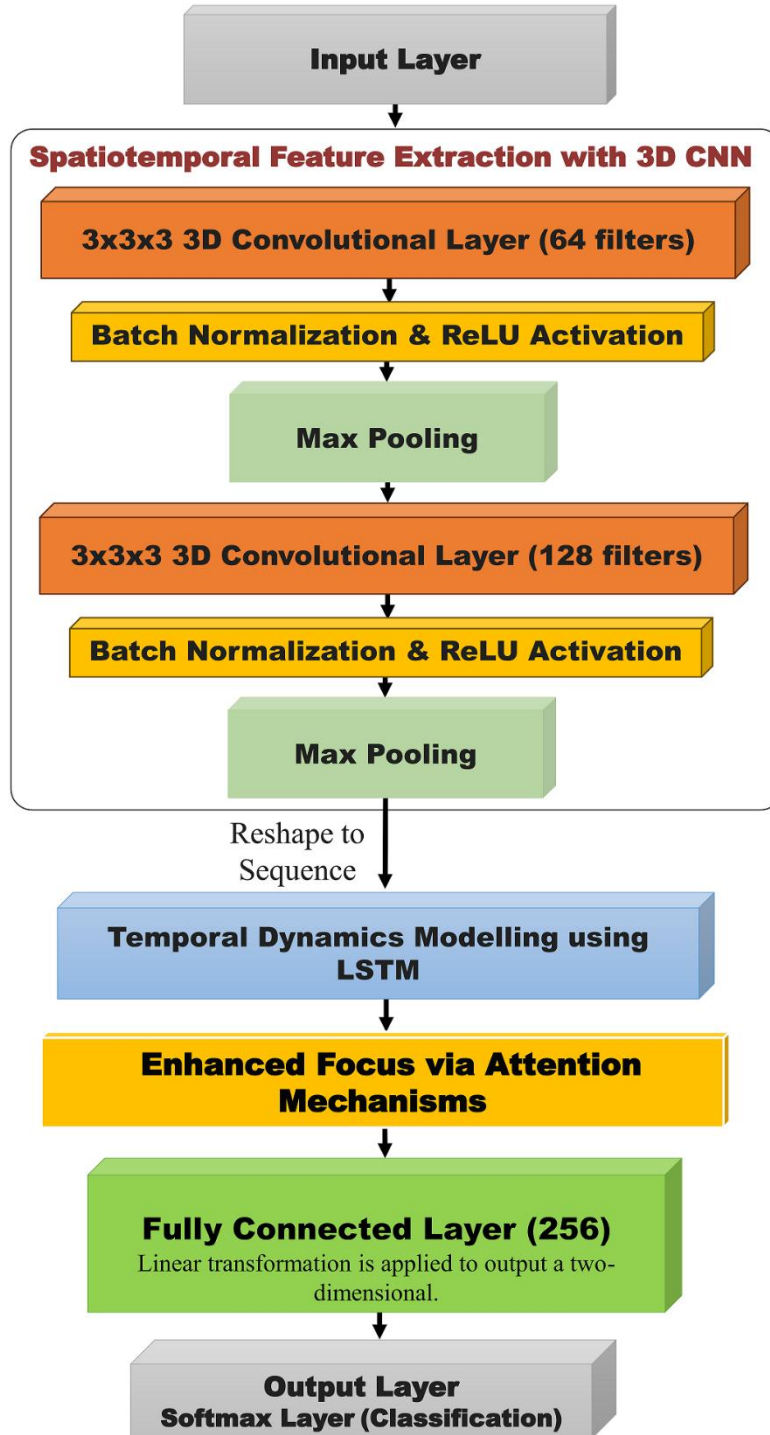 Input Layer
Spatiotemporal Feature Extraction with 3D CNN
3x3x3 3D Convolutional Layer (64 filters)
Batch Normalization & ReLU Activation
Max Pooling
3x3x3 3D Convolutional Layer (128 filters)
Batch Normalization & ReLU Activation
Max Pooling
Reshape to
Sequence
Temporal Dynamics Modelling using
LSTM
Enhanced Focus via Attention
Mechanisms
Fully Connected Layer (256)
Linear transformation is applied to output a two-
dimensional.
Output Layer
Softmax Layer (Classification)